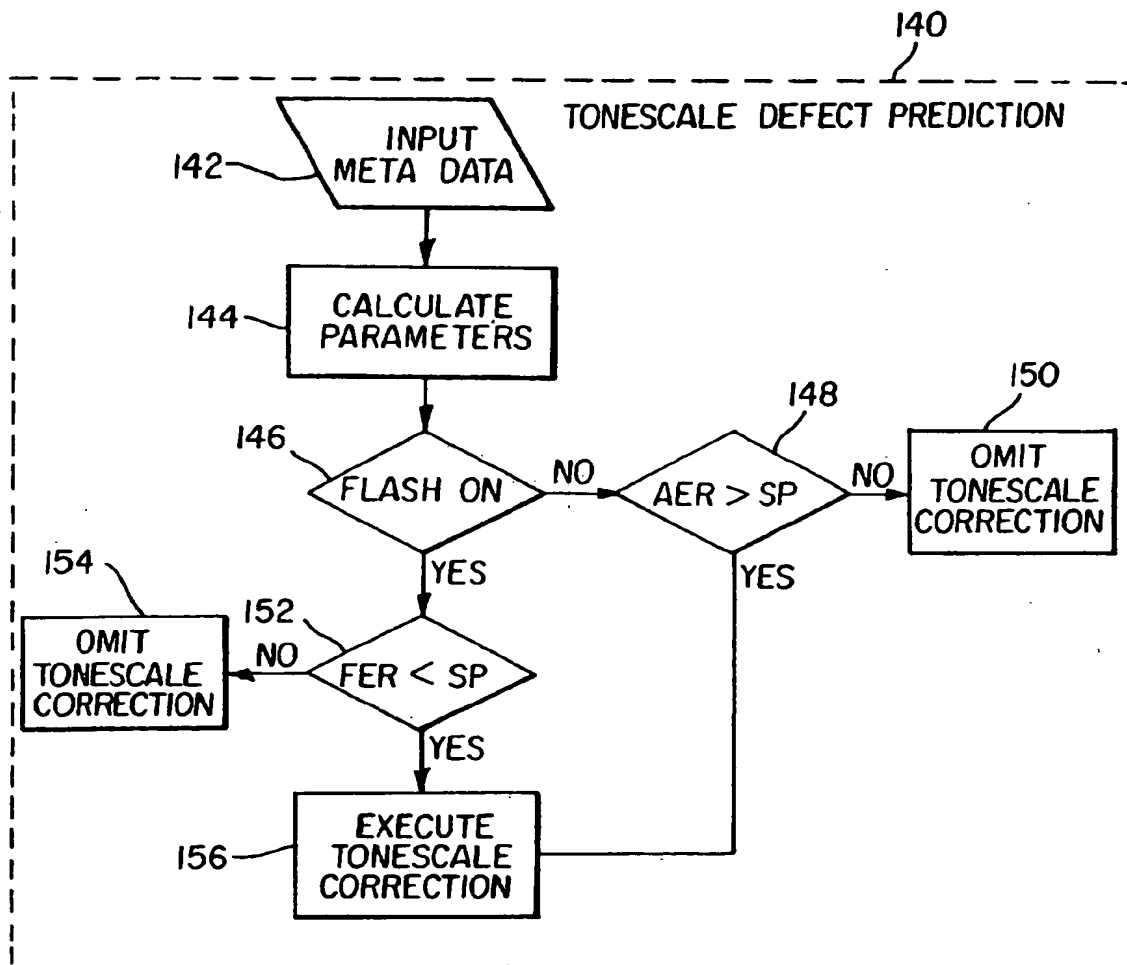 140
TONESCALE DEFECT PREDICTION
INPUT
META DATA
142
CALCULATE
PARAMETERS
144
146
FLASH ON
NO
148
AER > SP
NO
150
OMIT
TONESCALE
CORRECTION
YES
YES
154
OMIT
TONESCALE
CORRECTION
NO
152
FER < SP
YES
156
EXECUTE
TONESCALE
CORRECTION